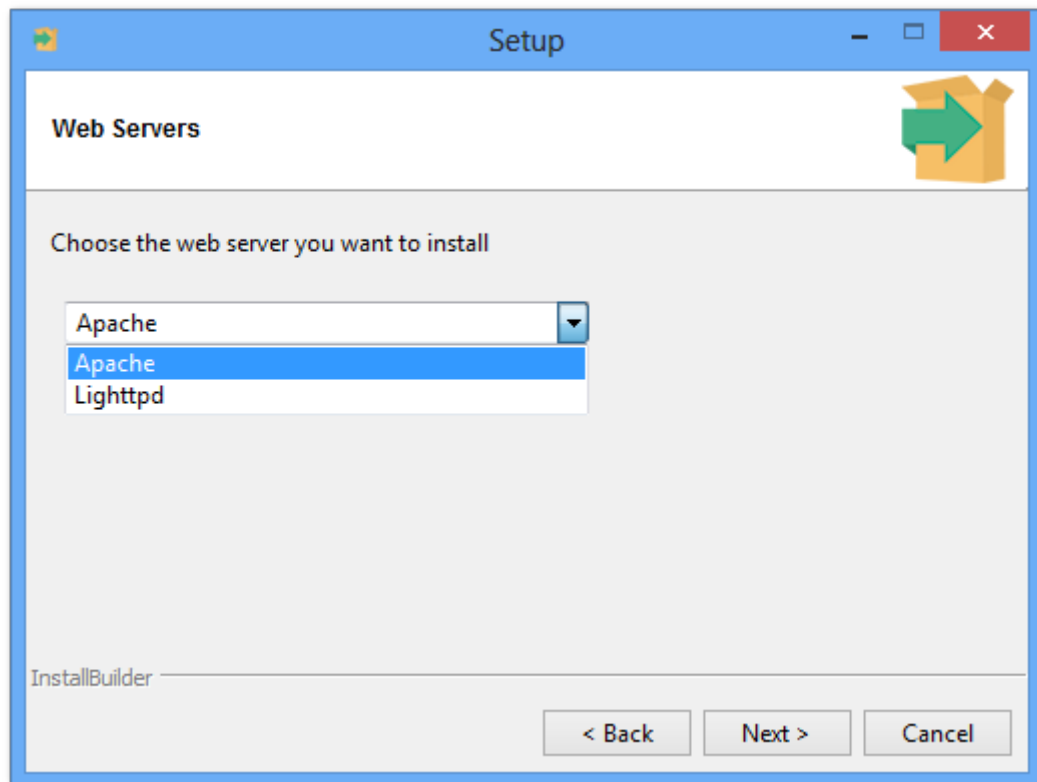 Setup
Web Servers
Choose the web server you want to install
Apache
Apache
Lighttpd
InstallBuilder
< Back Next > Cancel